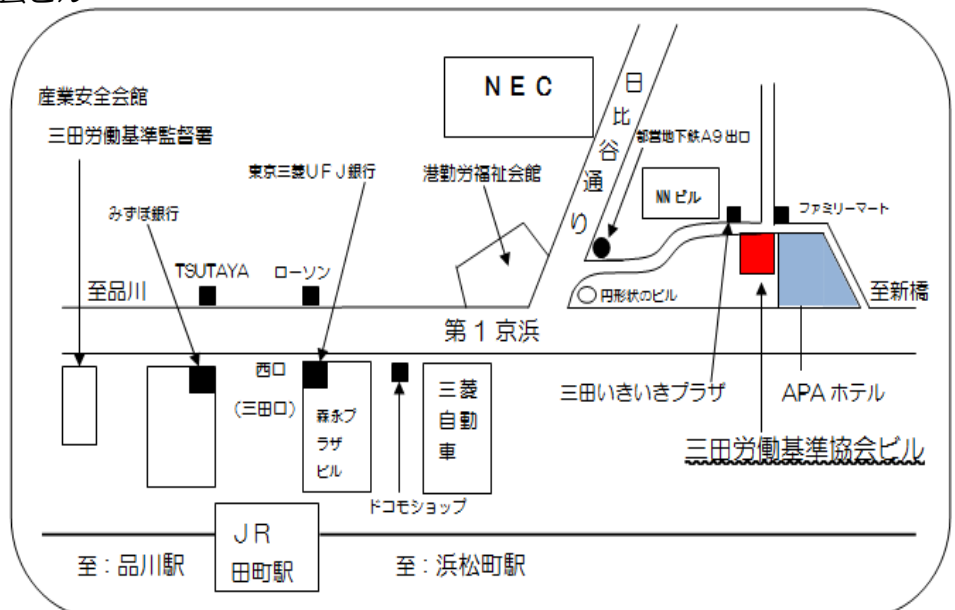 ＮＥＣ
日比谷通り
産業安全会館
三田労働基準監督署
都営地下鉄Ａ９出口
東京三菱ＵＦＪ銀行
港勤労福祉会館
NN ビル
みずほ銀行
ファミリーマート
TSUTAYA
ローソン
至品川
円形状のビル
至新橋
第１京浜
西口
（三田口）
森永プ
ラザ
ビル
三菱
自動
車
三田いきいきプラザ
APA ホテル
三田労働基準協会ビル
ドコモショップ
ＪＲ
田町駅
至：品川駅
至：浜松町駅